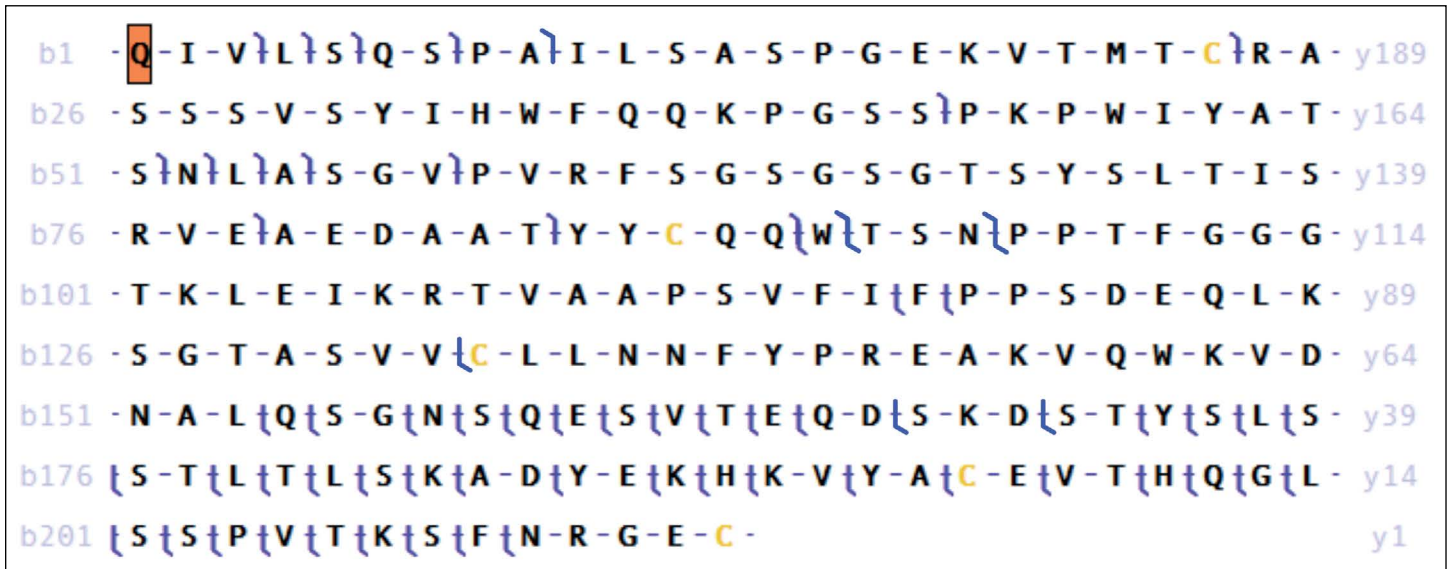 b1 -Q-I-V-L-S-Q-S-P-A-I-L-S-A-S-P-G-E-K-V-T-M-T-C-R-A- y189
b26 -S-S-S-V-S-Y-I-H-W-F-Q-Q-K-P-G-S-S-P-K-P-W-I-Y-A-T- y164
b51 -S-N-L-A-S-G-V-P-V-R-F-S-G-S-G-S-G-T-S-Y-S-L-T-I-S- y139
b76 -R-V-E-A-E-D-A-A-T-Y-Y-C-Q-Q-W-T-S-N-P-P-T-F-G-G-G- y114
b101 -T-K-L-E-I-K-R-T-V-A-A-P-S-V-F-I-F-P-P-S-D-E-Q-L-K- y89
b126 -S-G-T-A-S-V-V-C-L-L-N-N-F-Y-P-R-E-A-K-V-Q-W-K-V-D- y64
b151 -N-A-L-Q-S-G-N-S-Q-E-S-V-T-E-Q-D-S-K-D-S-T-Y-S-L-S- y39
b176 -S-T-L-T-L-S-K-A-D-Y-E-K-H-K-V-Y-A-C-E-V-T-H-Q-G-L- y14
b201 -S-S-P-V-T-K-S-F-N-R-G-E-C- y1